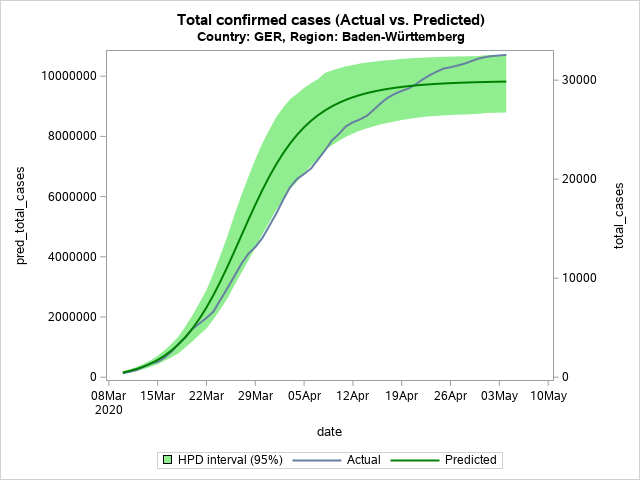 Total confirmed cases (Actual vs. Predicted)
Country: GER, Region: Baden-Württemberg
pred_total_cases
10000000
8000000
6000000
4000000
2000000
0
total_cases
30000
20000
10000
0
08Mar 15Mar 22Mar 29Mar 05Apr 12Apr 19Apr 26Apr 03May 10May
2020
date
HPD interval (95%) Actual Predicted